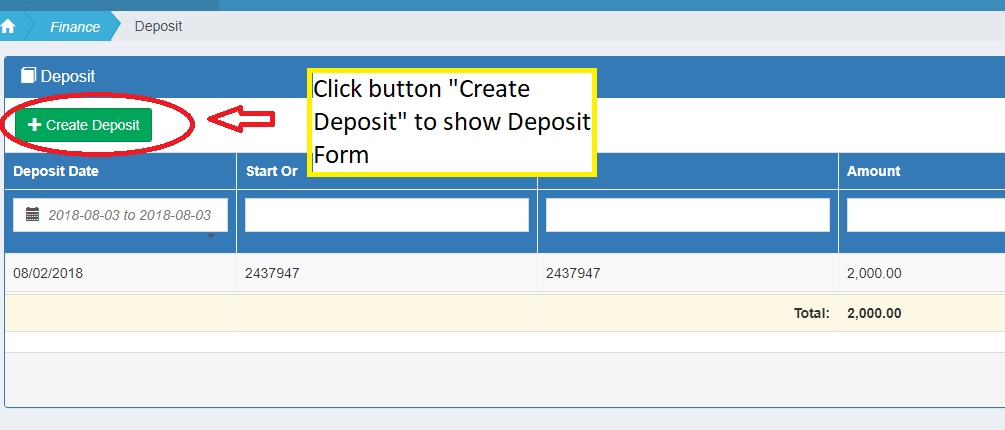 Finance Deposit
Deposit
Create Deposit
Click button "Create
Deposit" to show Deposit
Form
Deposit Date Start Or Amount
2018-08-03 to 2018-08-03
08/02/2018 2437947 2437947 2,000.00
Total: 2,000.00